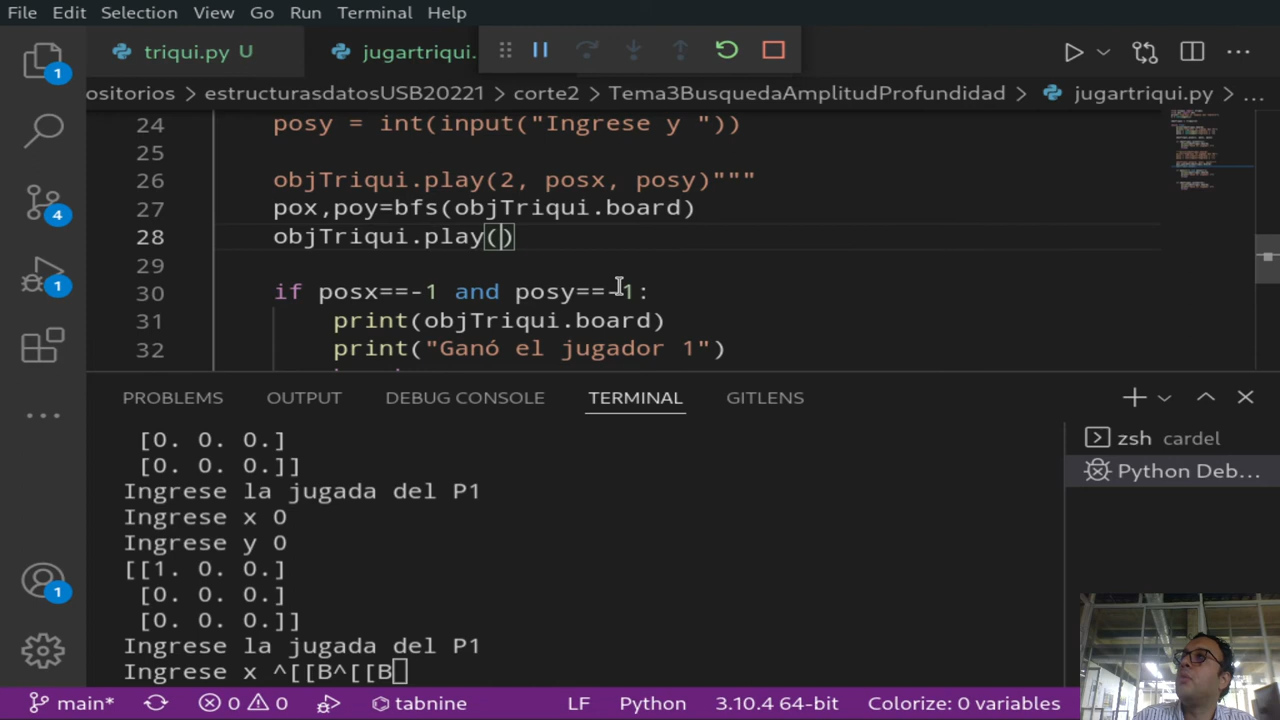 File Edit Selection View Go Run Terminal Help
triqui.py U jugartriqui.
ositorios > estructurasdatosUSB20221 > corte2 > Tema3BusquedaAmplitudProfundidad > jugartriqui.py > ...
24 posy = int(input("Ingrese y "))
25
26 objTriqui.play(2, posx, posy)"""
27 pox,poy=bfs(objTriqui.board)
28 objTriqui.play()
29
30 if posx==-1 and posy==-1:
31 print(objTriqui.board)
32 print("Ganó el jugador 1")
PROBLEMS OUTPUT DEBUG CONSOLE TERMINAL GITLENS
[0. 0. 0.]
[0. 0. 0.]]
Ingrese la jugada del P1
Ingrese x 0
Ingrese y 0
[[1. 0. 0.]
[0. 0. 0.]
[0. 0. 0.]]
Ingrese la jugada del P1
Ingrese x ^[[B^[[B
zsh cardel
Python Deb...
1
4
1
1
main* 0 0 tabnine LF Python 3.10.4 64-bit Colorize: 0 variables